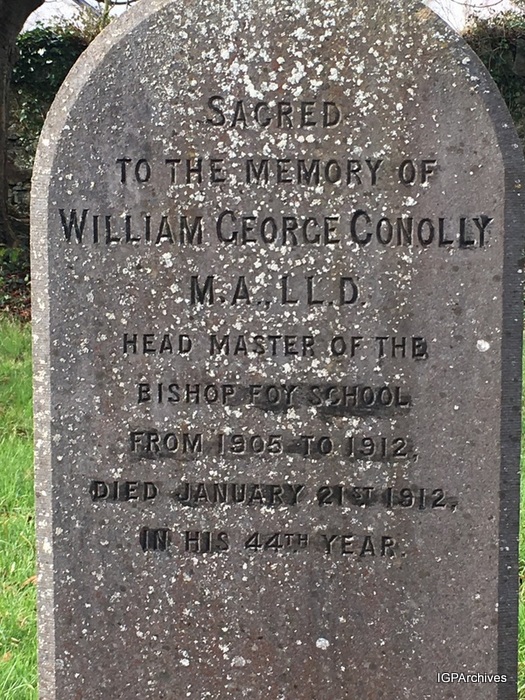 SACRED
TO THE MEMORY OF
WILLIAM GEORGE CONOLLY
M.A., LL.D.
HEAD MASTER OF THE
BISHOP FOY SCHOOL
FROM 1905 TO 1912,
DIED JANUARY 21ST 1912,
IN HIS 44TH YEAR.
IGPArchives